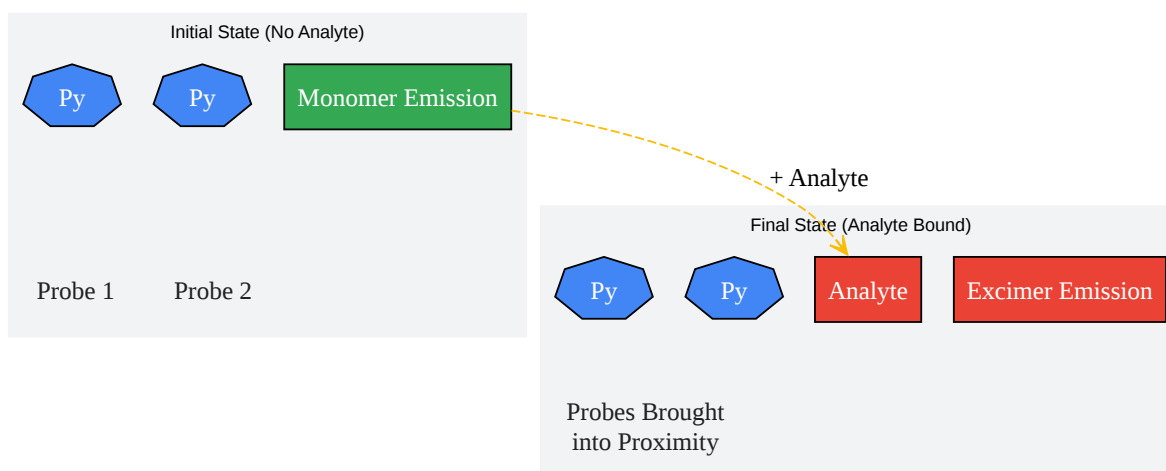 Initial State (No Analyte)
Py
Py
Monomer Emission
Probe 1
Probe 2
+ Analyte
Final State (Analyte Bound)
Py
Py
Analyte
Excimer Emission
Probes Brought
into Proximity